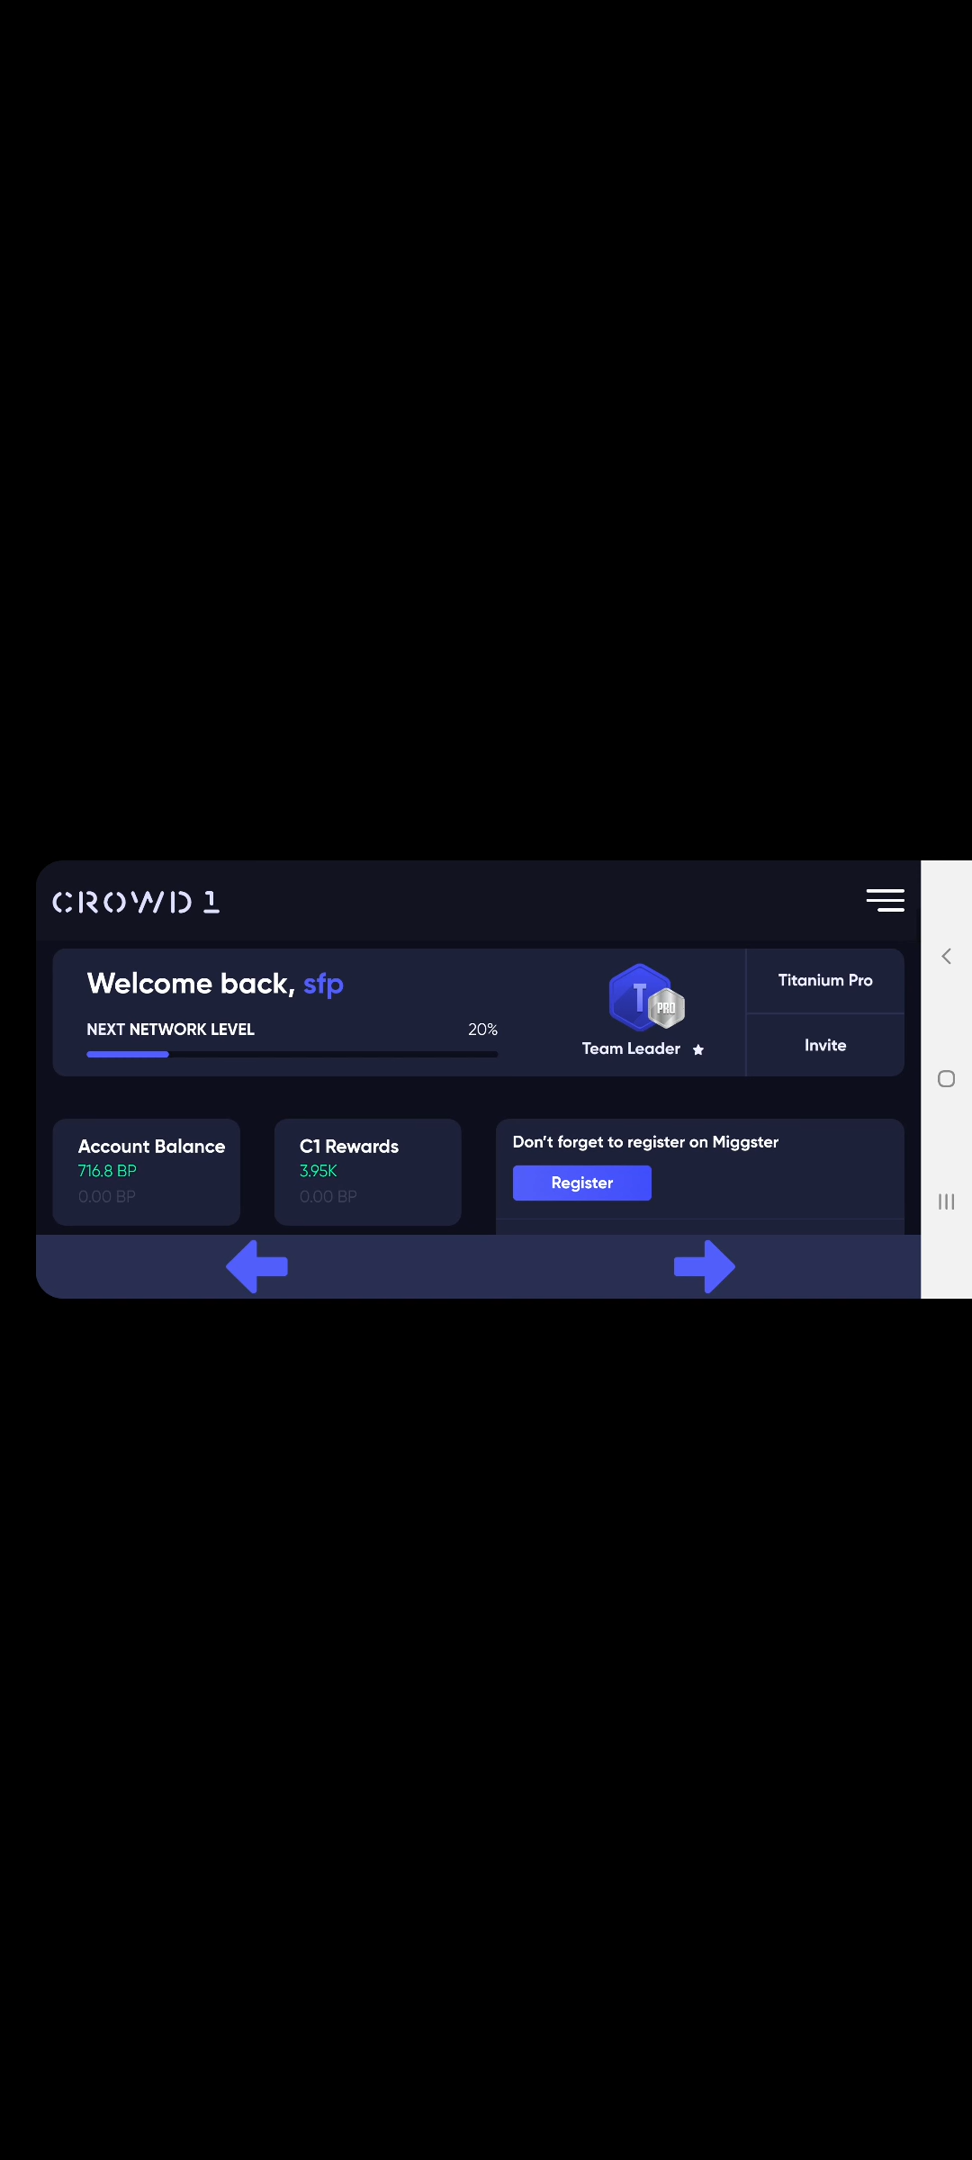 CROWD 1
Welcome back, sfp
NEXT NETWORK LEVEL 20%
T PRO
Team Leader
Titanium Pro
Invite
Account Balance
716.8 BP
0.00 BP
C1 Rewards
3.95K
0.00 BP
Don't forget to register on Miggster
Register